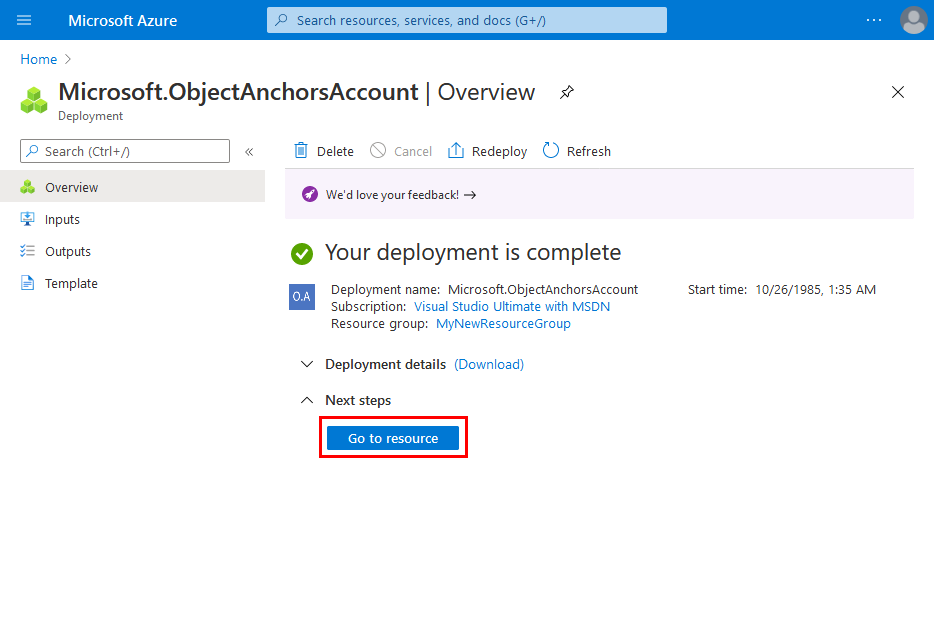 Microsoft Azure
Search resources, services, and docs (G+/)
...
Home >
Microsoft.ObjectAnchorsAccount | Overview
Deployment
Search (Ctrl+/)
«
Delete
Cancel
Redeploy
Refresh
Overview
Inputs
Outputs
Template
We'd love your feedback! →
Your deployment is complete
O.A
Deployment name: Microsoft.ObjectAnchorsAccount
Start time: 10/26/1985, 1:35 AM
Subscription: Visual Studio Ultimate with MSDN
Resource group: MyNewResourceGroup
Deployment details (Download)
Next steps
Go to resource